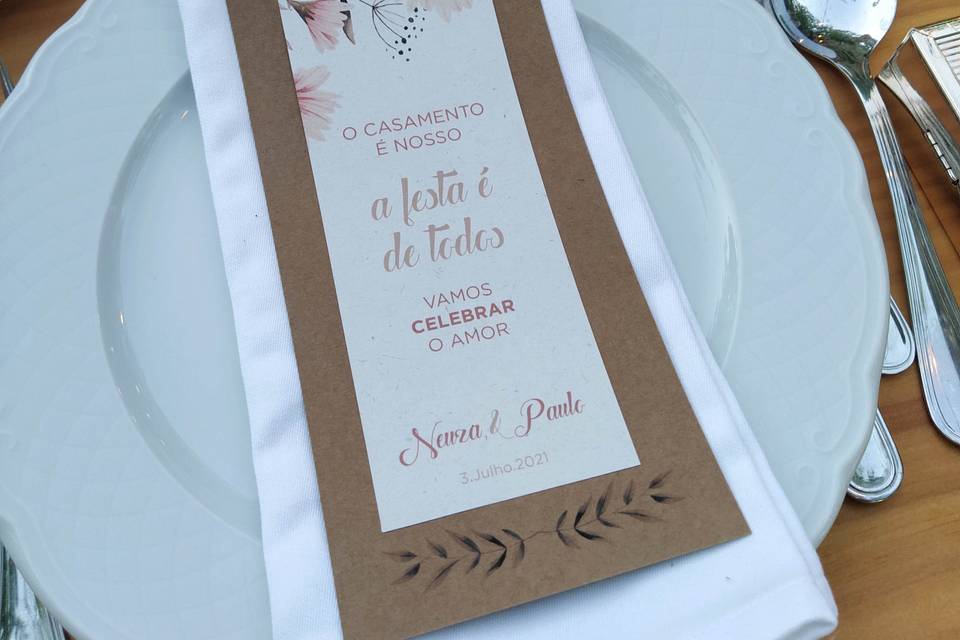 O CASAMENTO
É NOSSO
a festa é
de todos
VAMOS
CELEBRAR
O AMOR
Neuza & Paulo
3.Julho.2021